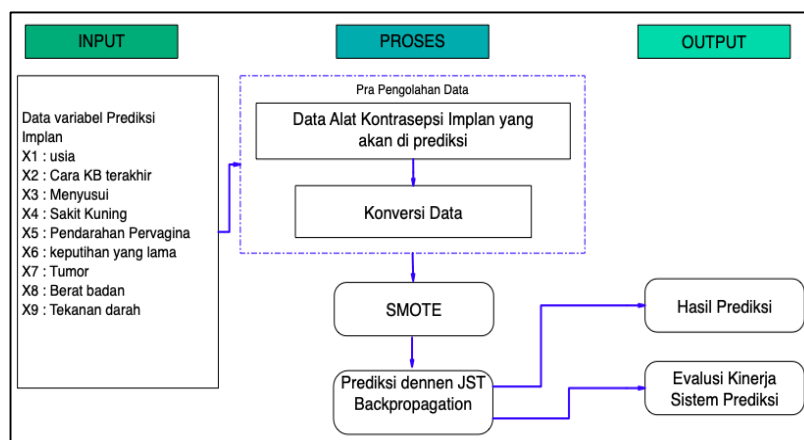 INPUT
PROSES
OUTPUT
Data variabel Prediksi
Implan
X1 : usia
X2 : Cara KB terakhir
X3 : Menyusui
X4 : Sakit Kuning
X5 : Pendarahan Pervagina
X6 : keputihan yang lama
X7 : Tumor
X8 : Berat badan
X9 : Tekanan darah
Pra Pengolahan Data
Data Alat Kontrasepsi Implan yang
akan di prediksi
Konversi Data
SMOTE
Prediksi dennen JST
Backpropagation
Hasil Prediksi
Evalusi Kinerja
Sistem Prediksi